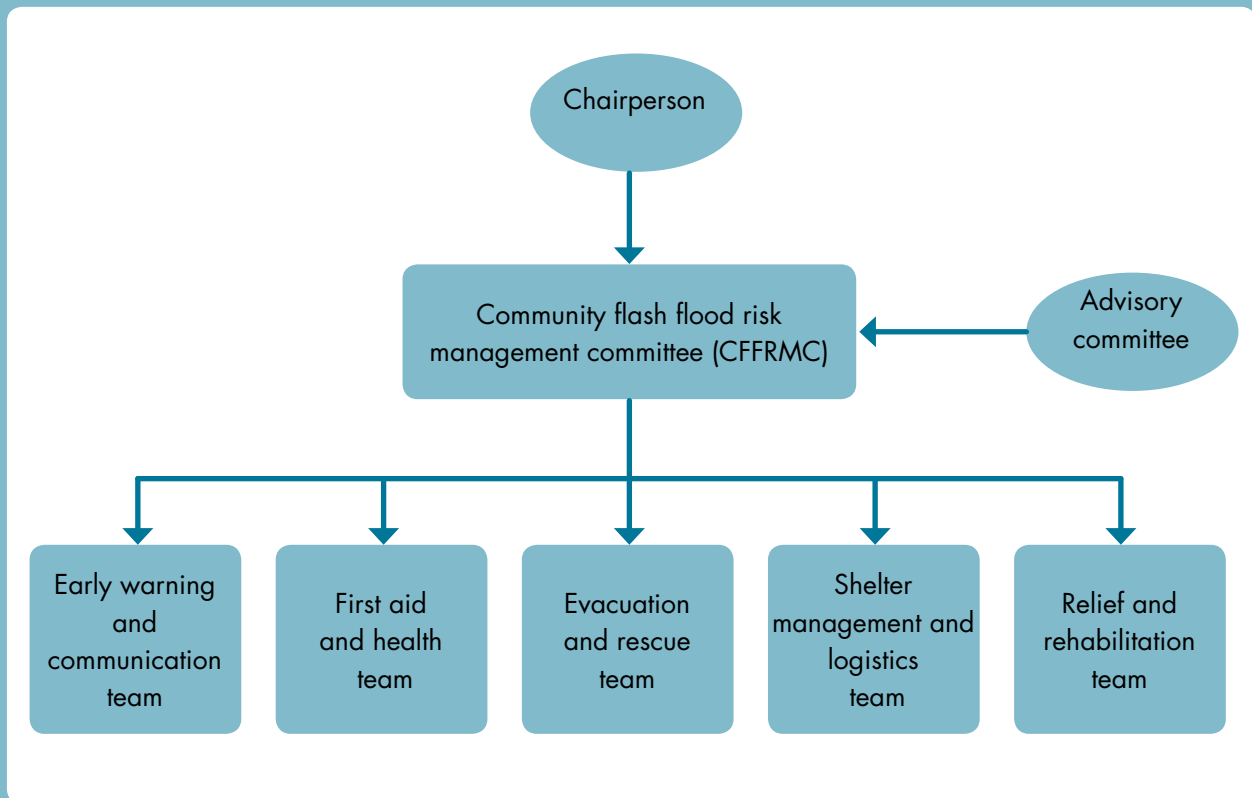 Chairperson
Community flash flood risk
management committee (CFFRMC)
Advisory
committee
Early warning
and
communication
team
First aid
and health
team
Evacuation
and rescue
team
Shelter
management and
logistics
team
Relief and
rehabilitation
team